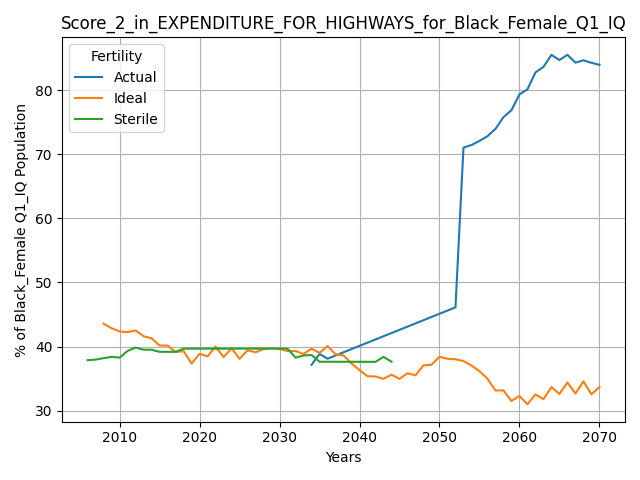 Score_2_in_EXPENDITURE_FOR_HIGHWAYS_for_Black_Female_Q1_IQ
Fertility
Actual
Ideal
Sterile
% of Black_Female Q1_IQ Population
80
70
60
50
40
30
2010 2020 2030 2040 2050 2060 2070
Years